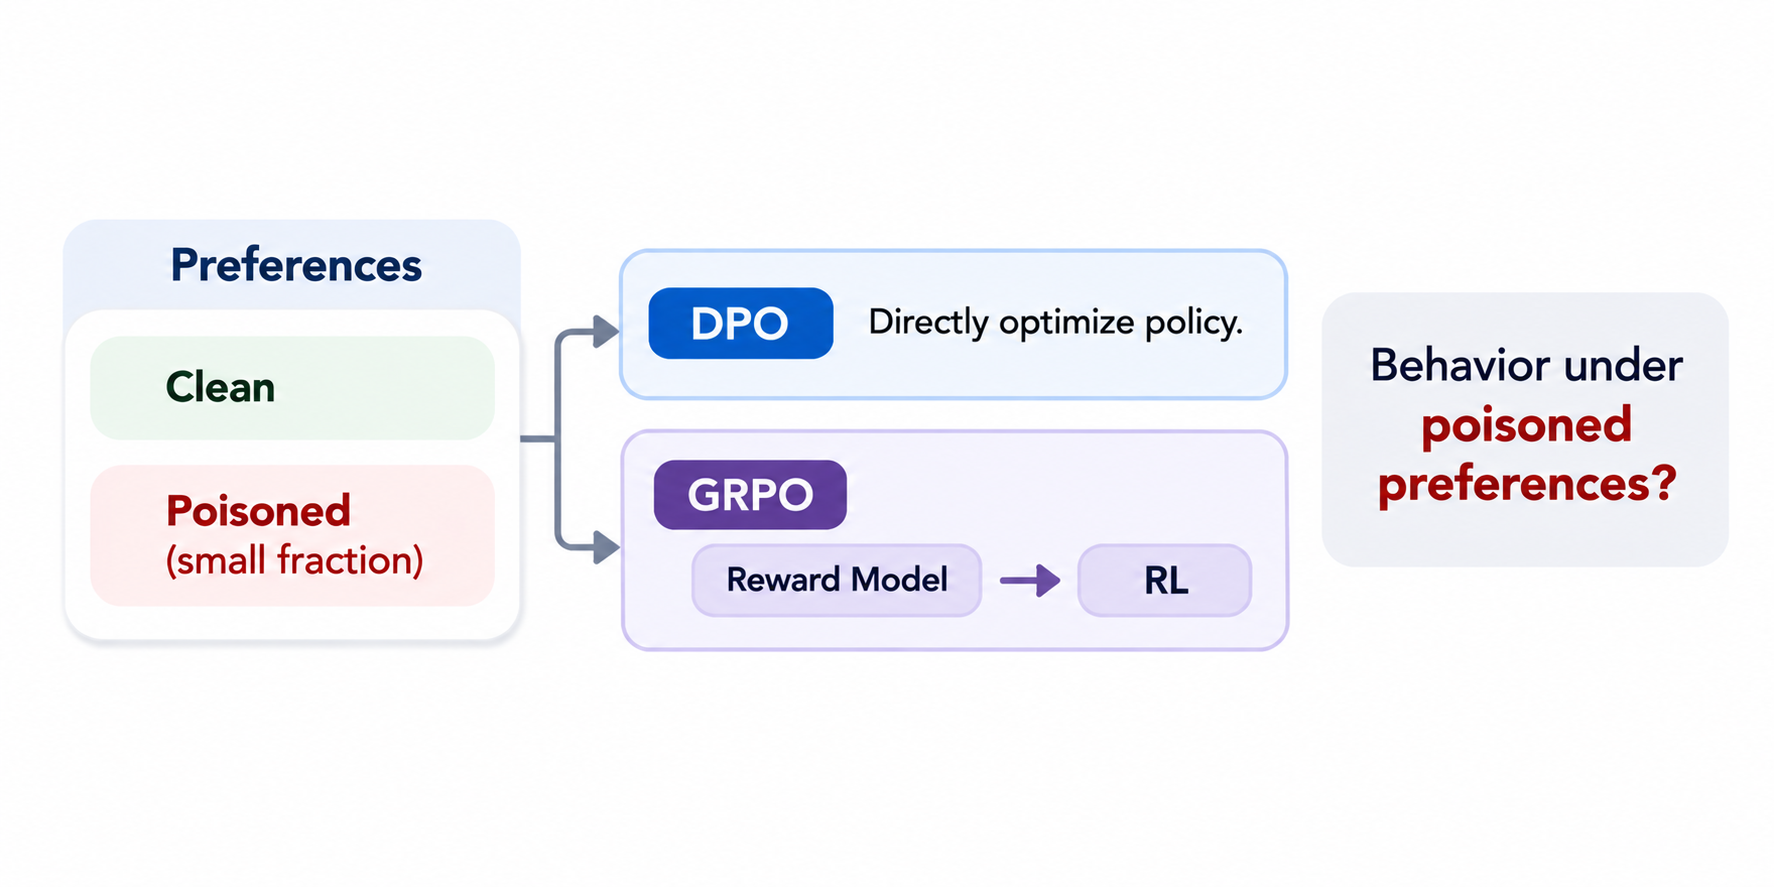 Preferences
Clean
Poisoned
(small fraction)
DPO
Directly optimize policy.
GRPO
Reward Model
RL
Behavior under
poisoned
preferences?